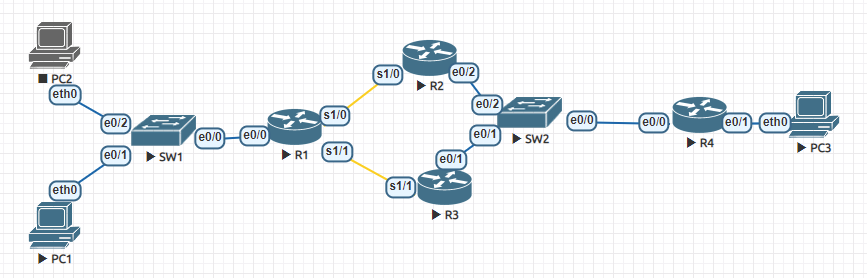 PC2
eth0
e0/2
SW1
e0/1
eth0
PC1
e0/0
e0/0
R1
s1/0
s1/1
s1/0
R2
e0/2
s1/1
R3
e0/1
e0/2
e0/1
SW2
e0/0
e0/0
R4
e0/1
eth0
PC3